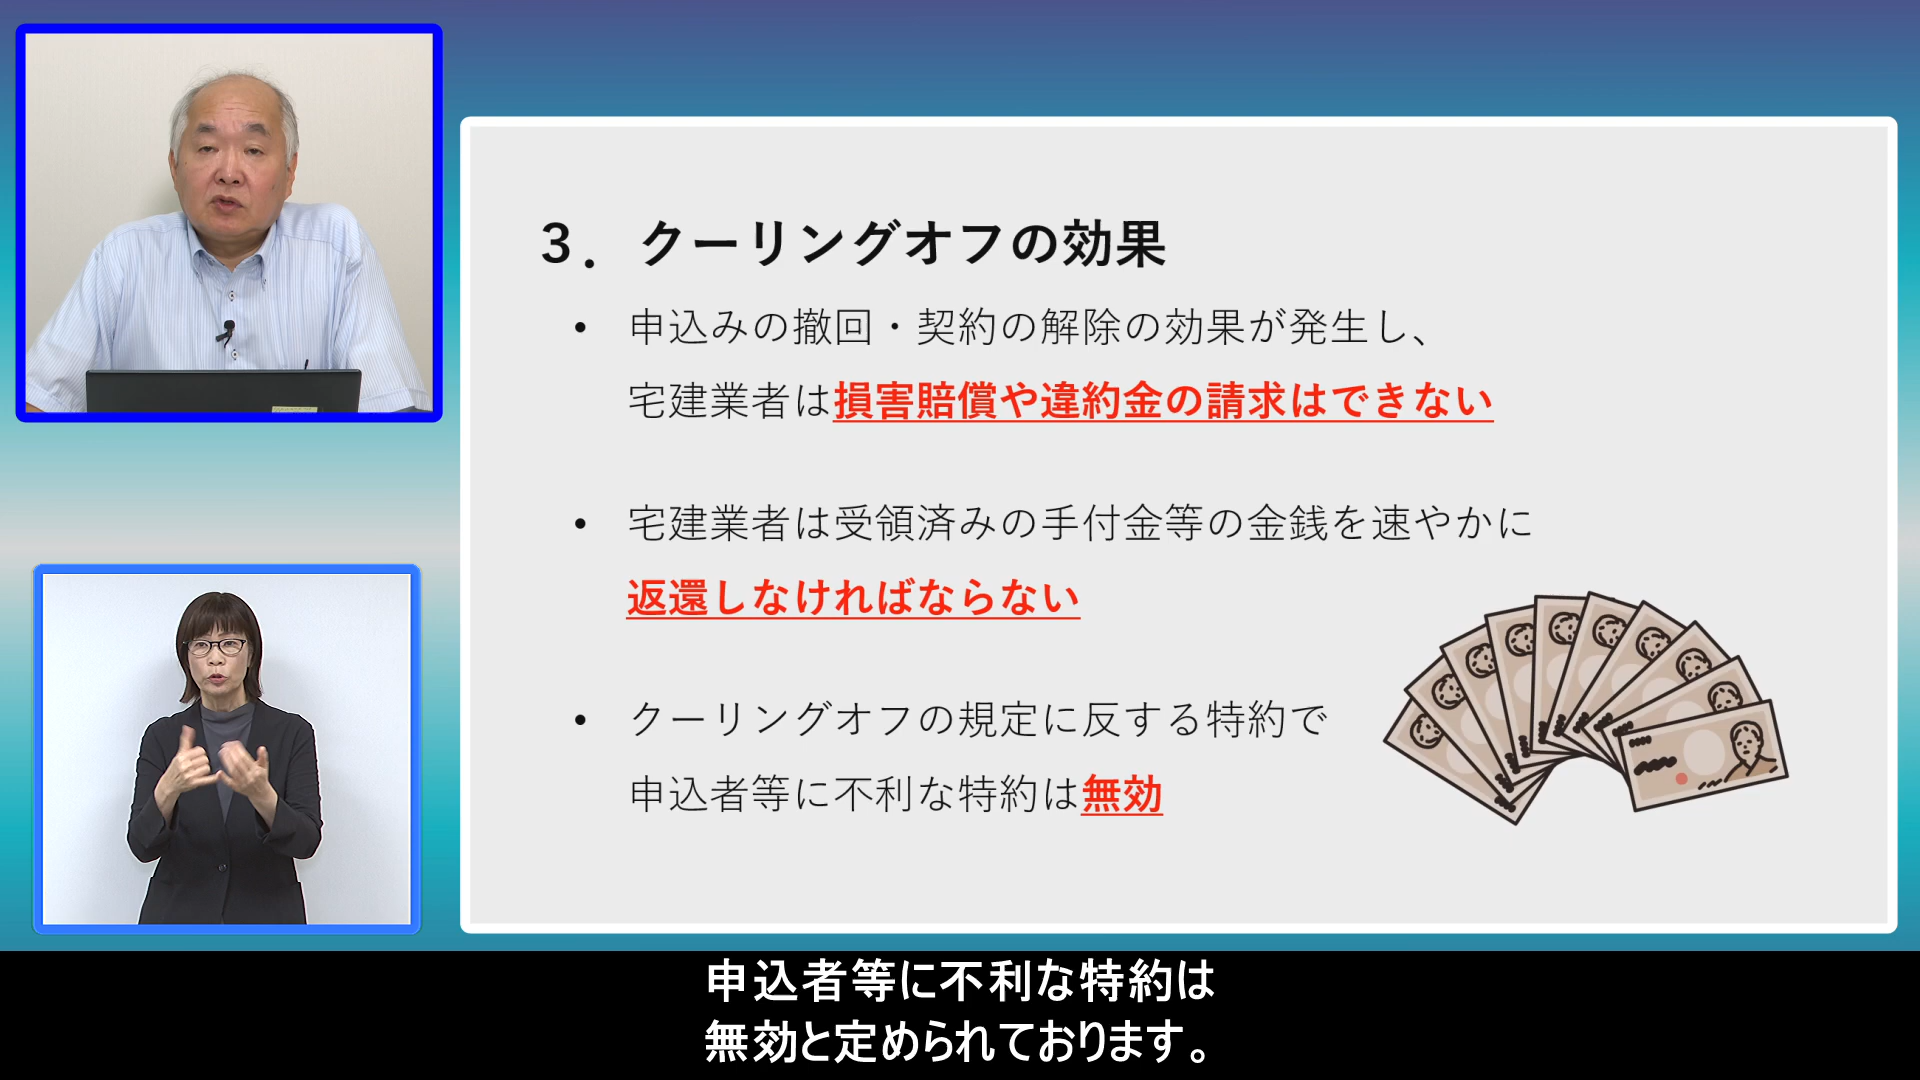 3. クーリングオフの効果
• 申込みの撤回・契約の解除の効果が発生し、
宅建業者は損害賠償や違約金の請求はできない
• 宅建業者は受領済みの手付金等の金銭を速やかに
返還しなければならない
• クーリングオフの規定に反する特約で
申込者等に不利な特約は無効
申込者等に不利な特約は
無効と定められております。